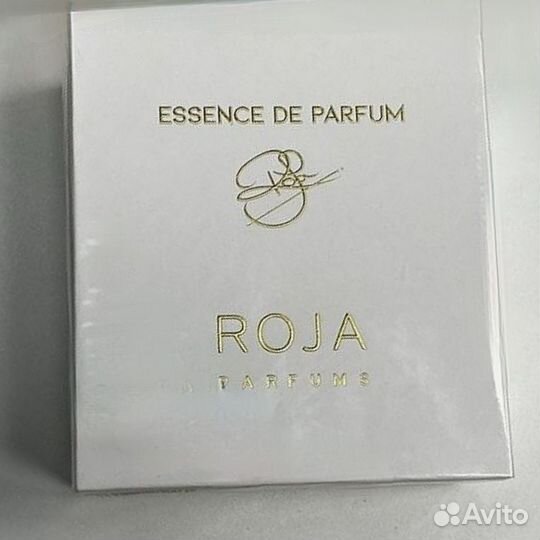 ESSENCE DE PARFUM
ROJA
PARFUMS
Avito